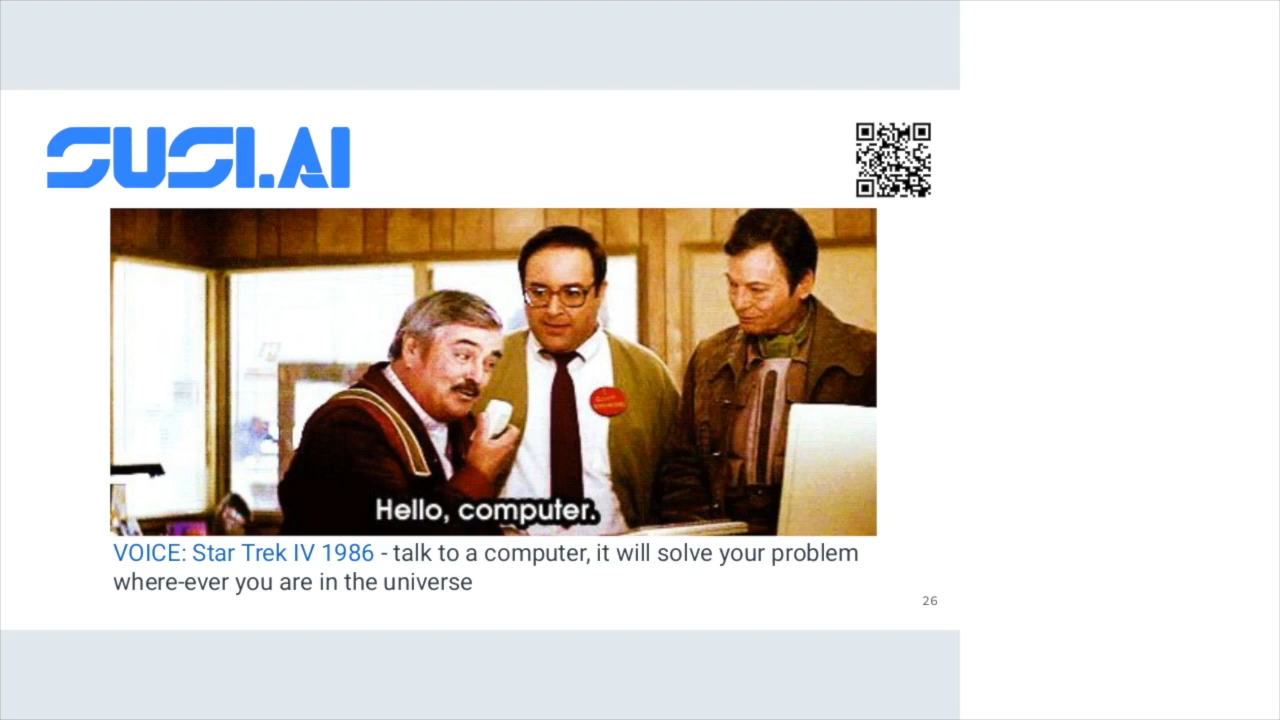 SUSI.AI
Hello, computer.
VOICE: Star Trek IV 1986 - talk to a computer, it will solve your problem
where-ever you are in the universe
26